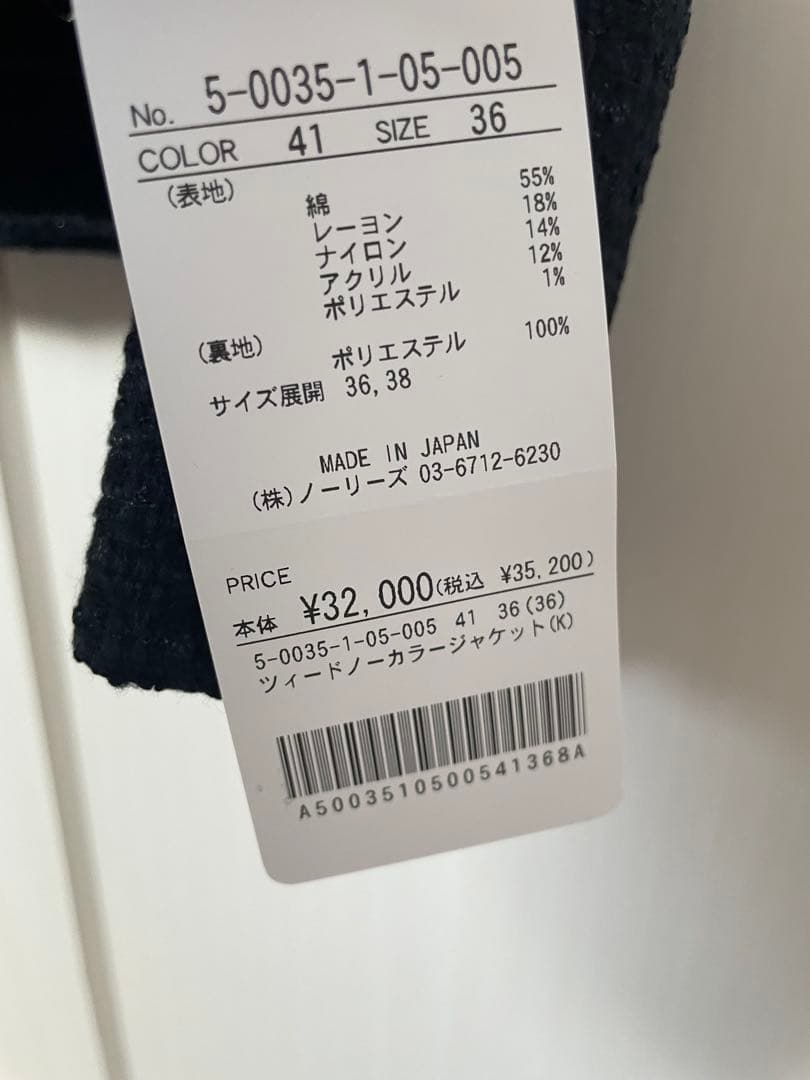 No. 5-0035-1-05-005
COLOR 41 SIZE 36
(表地)
綿 55%
レーヨン 18%
ナイロン 14%
アクリル 12%
ポリエステル 1%
(裏地)
ポリエステル 100%
サイズ展開 36,38
MADE IN JAPAN
(株)ノーリーズ 03-6712-6230
PRICE
本体 ¥32,000(税込 ¥35,200)
5-0035-1-05-005 41 36(36)
ツィードノーカラージャケット(K)
A5003510500541368A